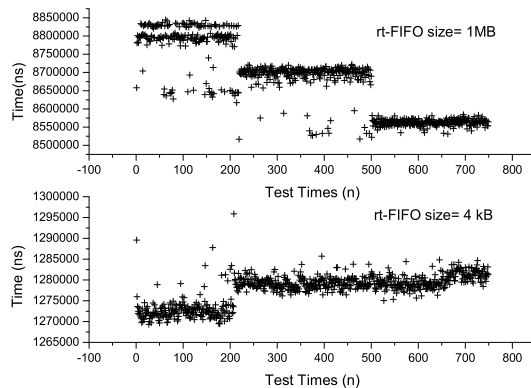 rt-FIFO size= 1MB
Time(ns)
8850000
8800000
8750000
8700000
8650000
8600000
8550000
8500000
-100 0 100 200 300 400 500 600 700 800
Test Times (n)
rt-FIFO size= 4 kB
Time (ns)
1300000
1295000
1290000
1285000
1280000
1275000
1270000
1265000
-100 0 100 200 300 400 500 600 700 800
Test Times (n)